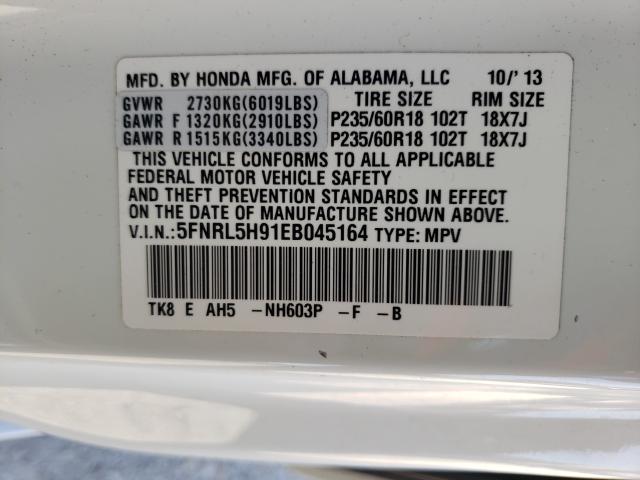 MFD. BY HONDA MFG. OF ALABAMA, LLC 10/'13
GVWR 2730KG(6019LBS) TIRE SIZE RIM SIZE
GAWR F 1320KG(2910LBS) P235/60R18 102T 18X7J
GAWR R 1515KG(3340LBS) P235/60R18 102T 18X7J
THIS VEHICLE CONFORMS TO ALL APPLICABLE
FEDERAL MOTOR VEHICLE SAFETY
AND THEFT PREVENTION STANDARDS IN EFFECT
ON THE DATE OF MANUFACTURE SHOWN ABOVE.
V.I.N.:5FNRL5H91EB045164 TYPE: MPV
TK8 E AH5 -NH603P -F -B